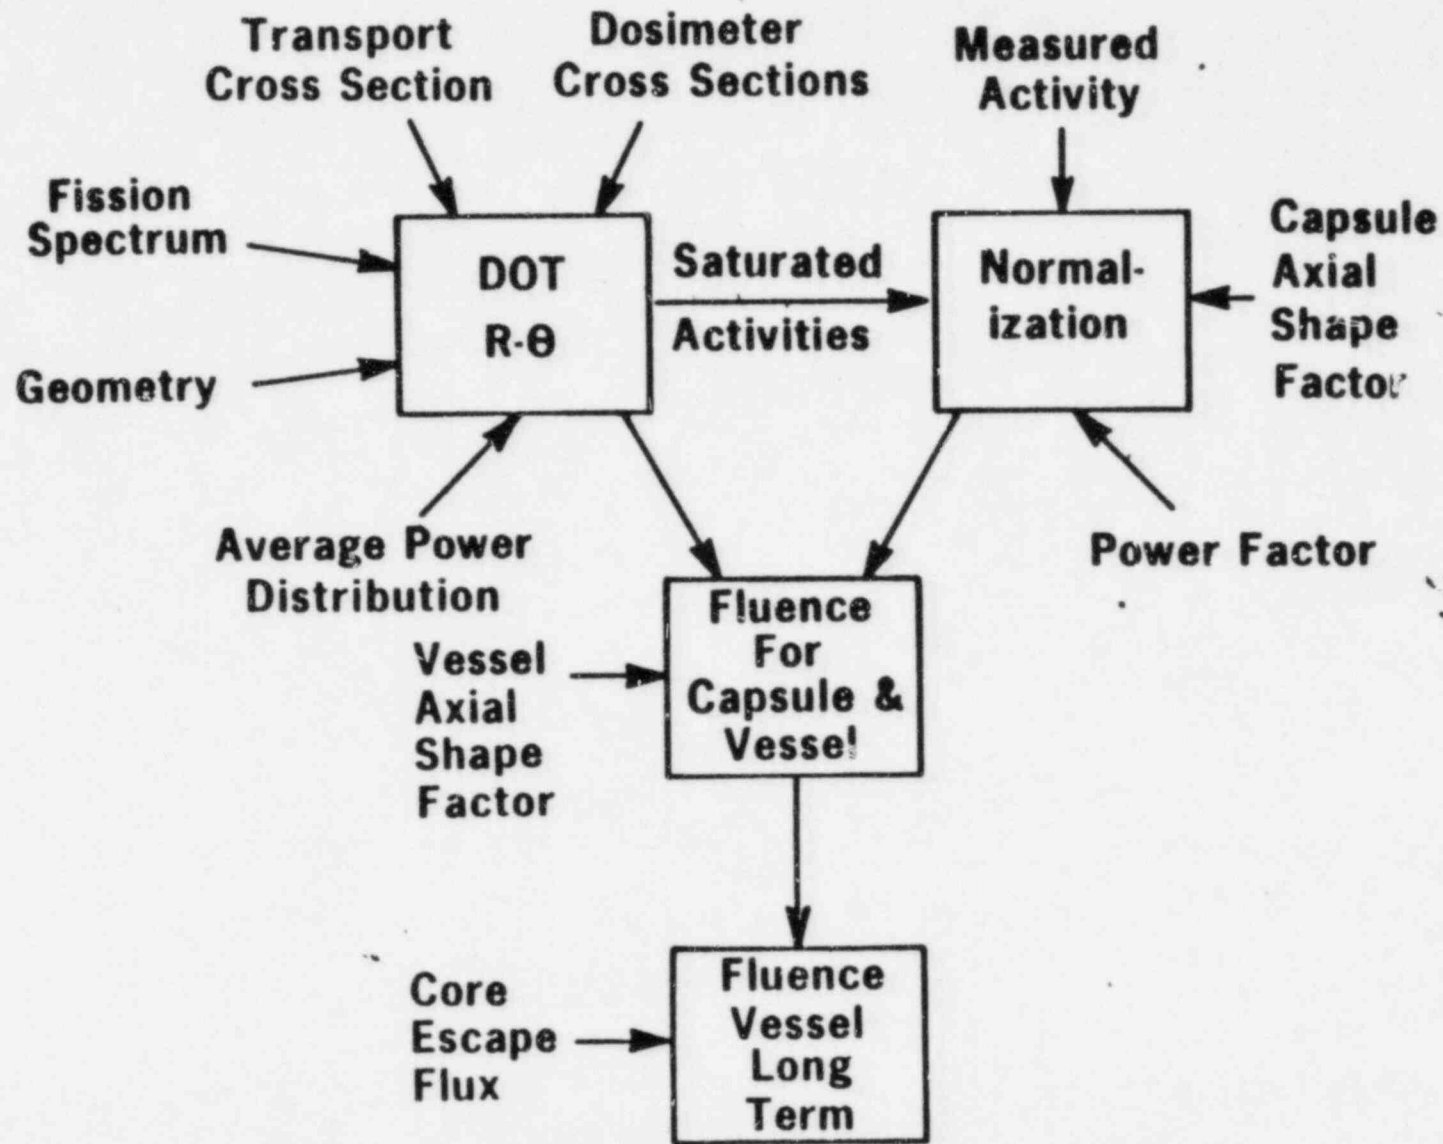 Transport
Cross Section
Dosimeter
Cross Sections
Measured
Activity
Fission
Spectrum
Geometry
DOT
R-Θ
Saturated
Activities
Normal-
ization
Capsule
Axial
Shape
Factor
Average Power
Distribution
Power Factor
Vessel
Axial
Shape
Factor
Fluence
For
Capsule &
Vessel
Core
Escape
Flux
Fluence
Vessel
Long
Term